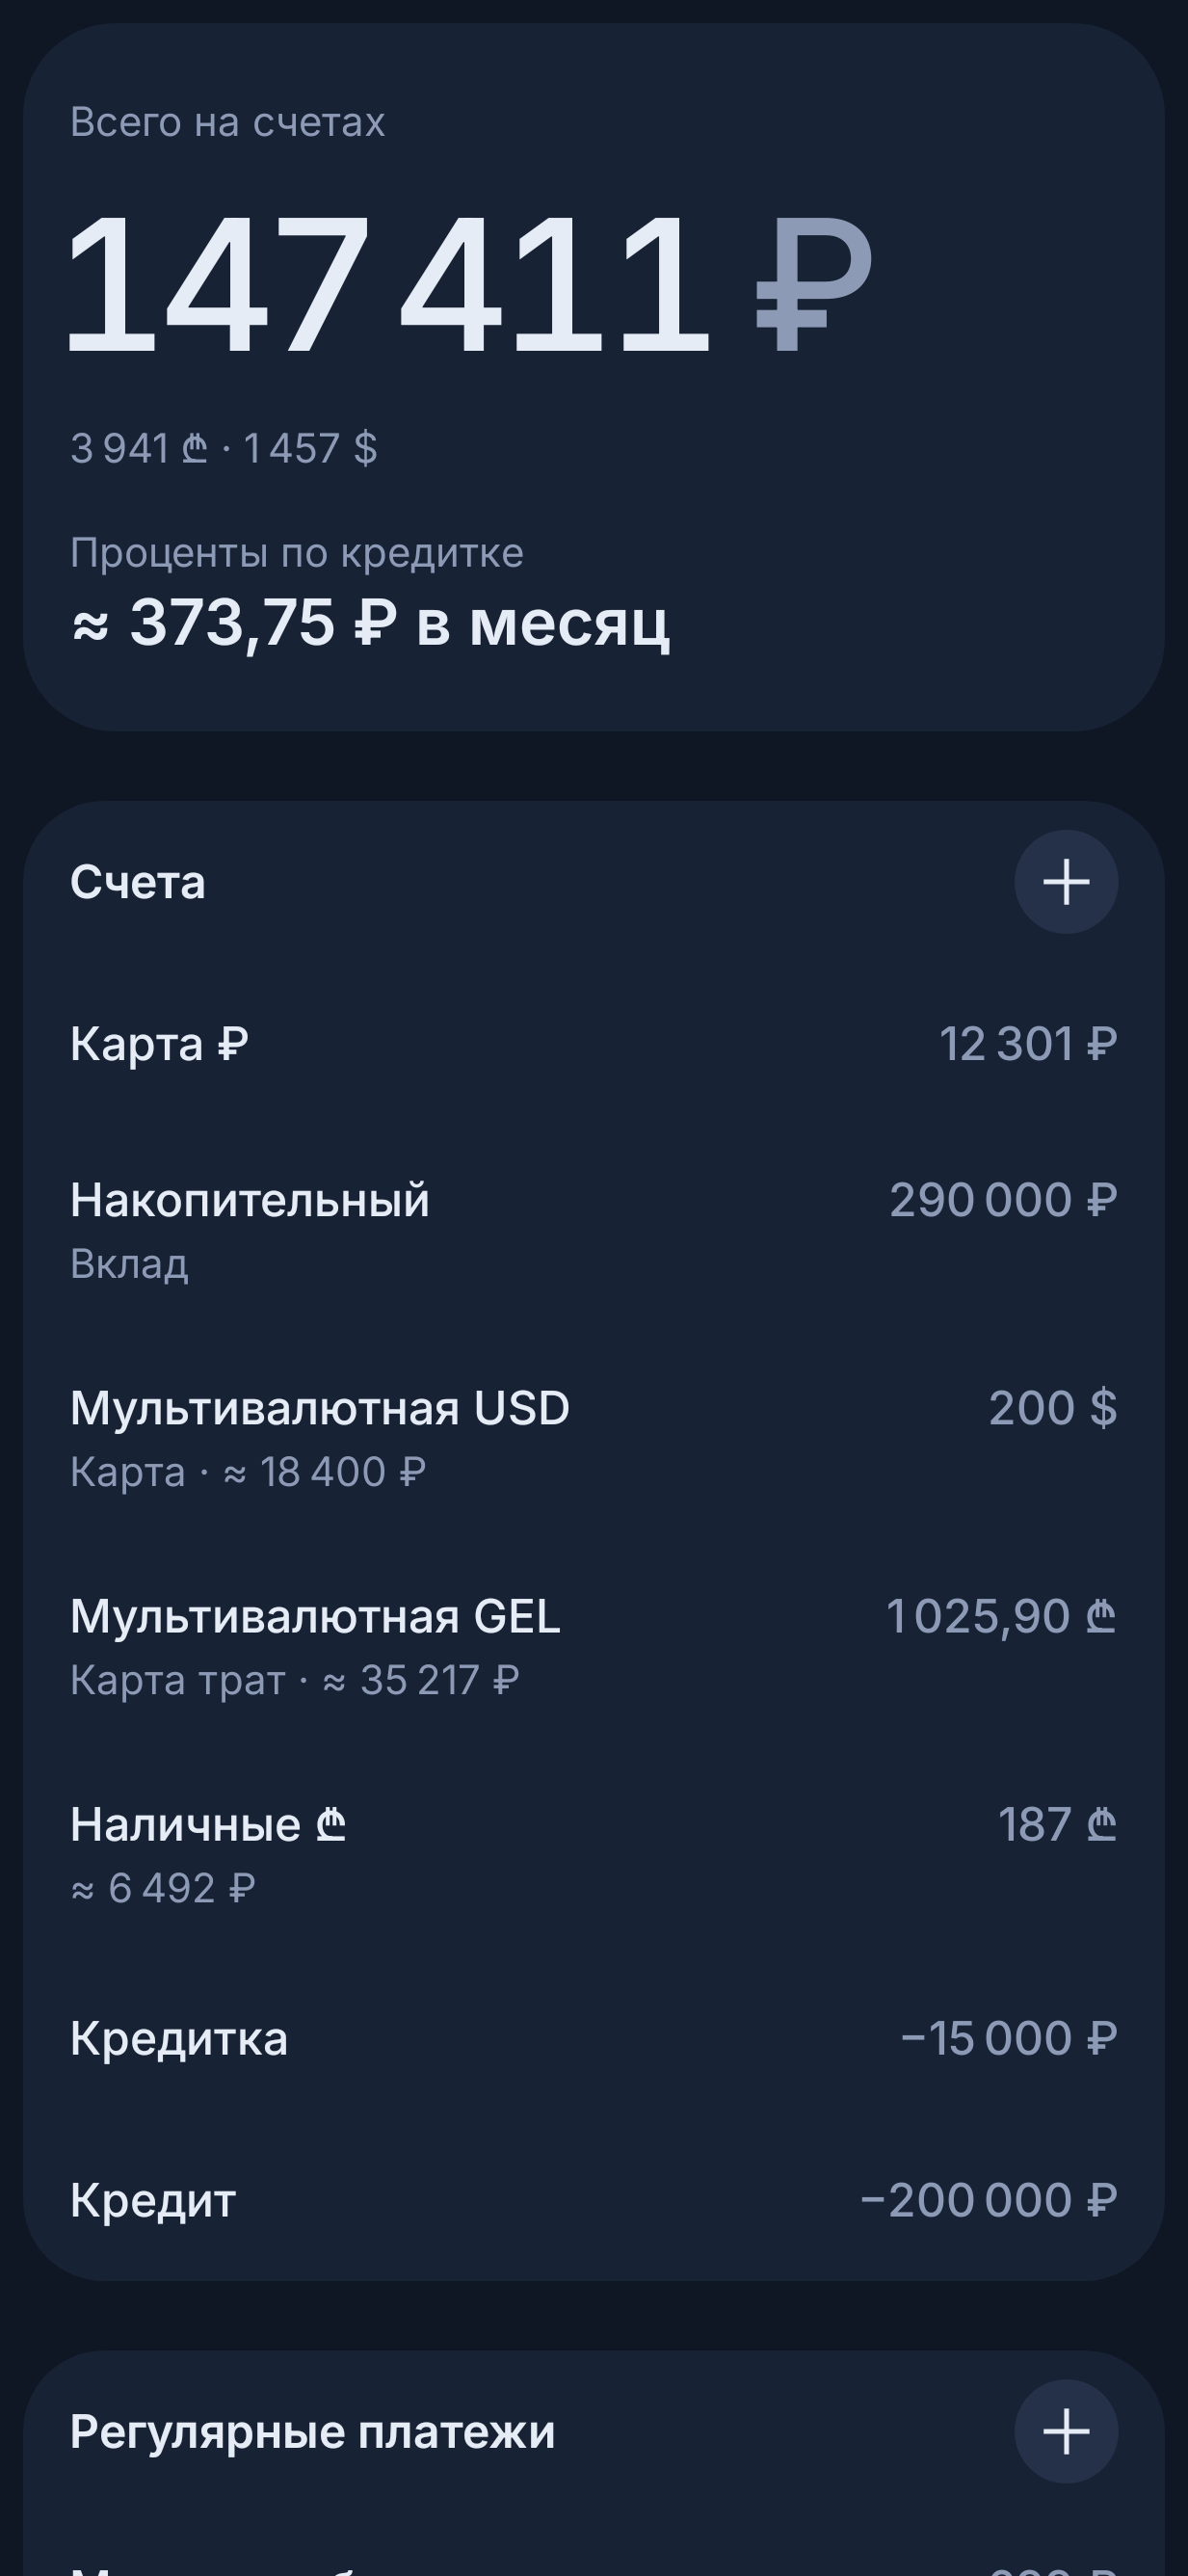 Всего на счетах
147 411 ₽
3 941 ₾ · 1 457 $
Проценты по кредитке
≈ 373,75 ₽ в месяц
Счета
Карта ₽ 12 301 ₽
Накопительный 290 000 ₽
Вклад
Мультивалютная USD 200 $
Карта · ≈ 18 400 ₽
Мультивалютная GEL 1 025,90 ₾
Карта трат · ≈ 35 217 ₽
Наличные ₾ 187 ₾
≈ 6 492 ₽
Кредитка −15 000 ₽
Кредит −200 000 ₽
Регулярные платежи